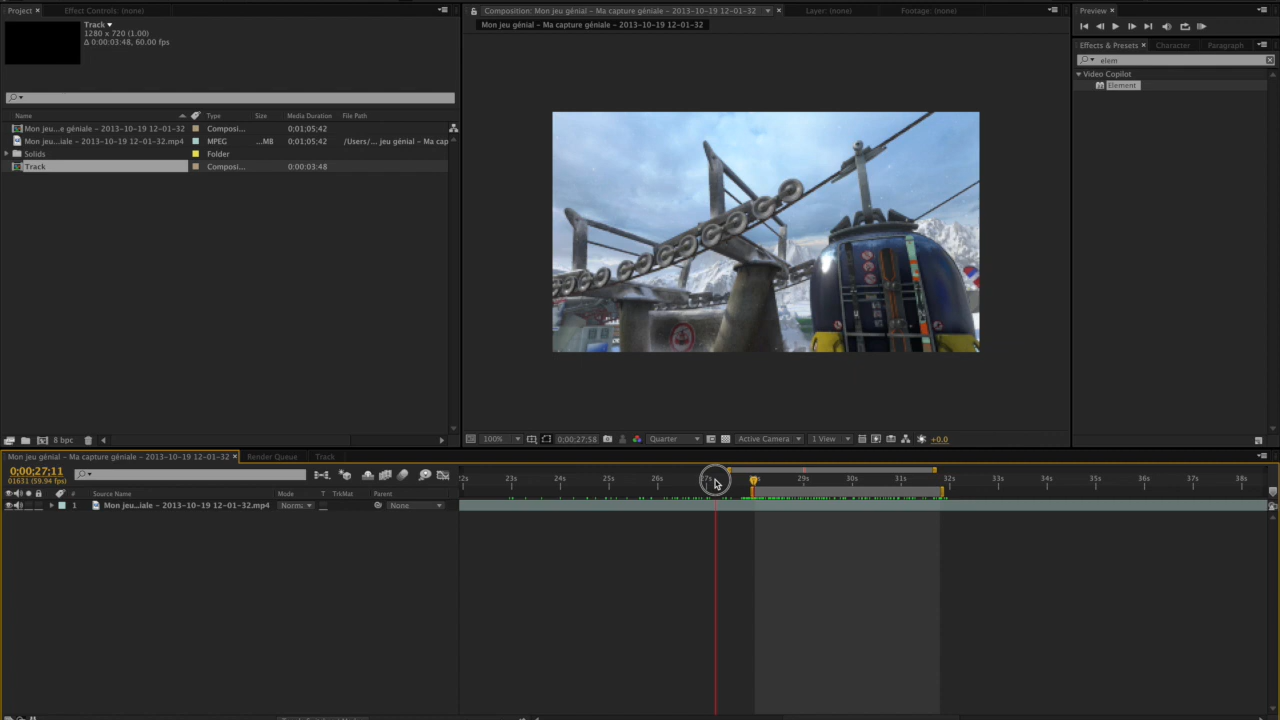 Project ×
Effect Controls: (none)
Track ▾
1280 x 720 (1.00)
Δ 0:00:03:48, 60.00 fps
Name Type Size Media Duration File Path
Mon jeu...e géniale – 2013-10-19 12-01-32 Composi... 0;01;05;42
Mon jeu...iale – 2013-10-19 12-01-32.mp4 MPEG ...MB 0;01;05;42 /Users/... jeu génial – Ma cap
Solids Folder
Track Composi... 0:00:03:48
8 bpc
Composition: Mon jeu génial – Ma capture géniale – 2013-10-19 12-01-32
Layer: (none)
Footage: (none)
Mon jeu génial – Ma capture géniale – 2013-10-19 12-01-32
100% 0;00;27;58 Quarter Active Camera 1 View +0.0
Preview ×
Effects & Presets × Character Paragraph
elem
Video Copilot
Element
Mon jeu génial – Ma capture géniale – 2013-10-19 12-01-32 × Render Queue Track
0;00;27;11
01631 (59.94 fps)
Source Name Mode T TrkMat Parent
1 Mon jeu...iale – 2013-10-19 12-01-32.mp4 Norm None
22s 23s 24s 25s 26s 27s 29s 30s 31s 32s 33s 34s 35s 36s 37s 38s